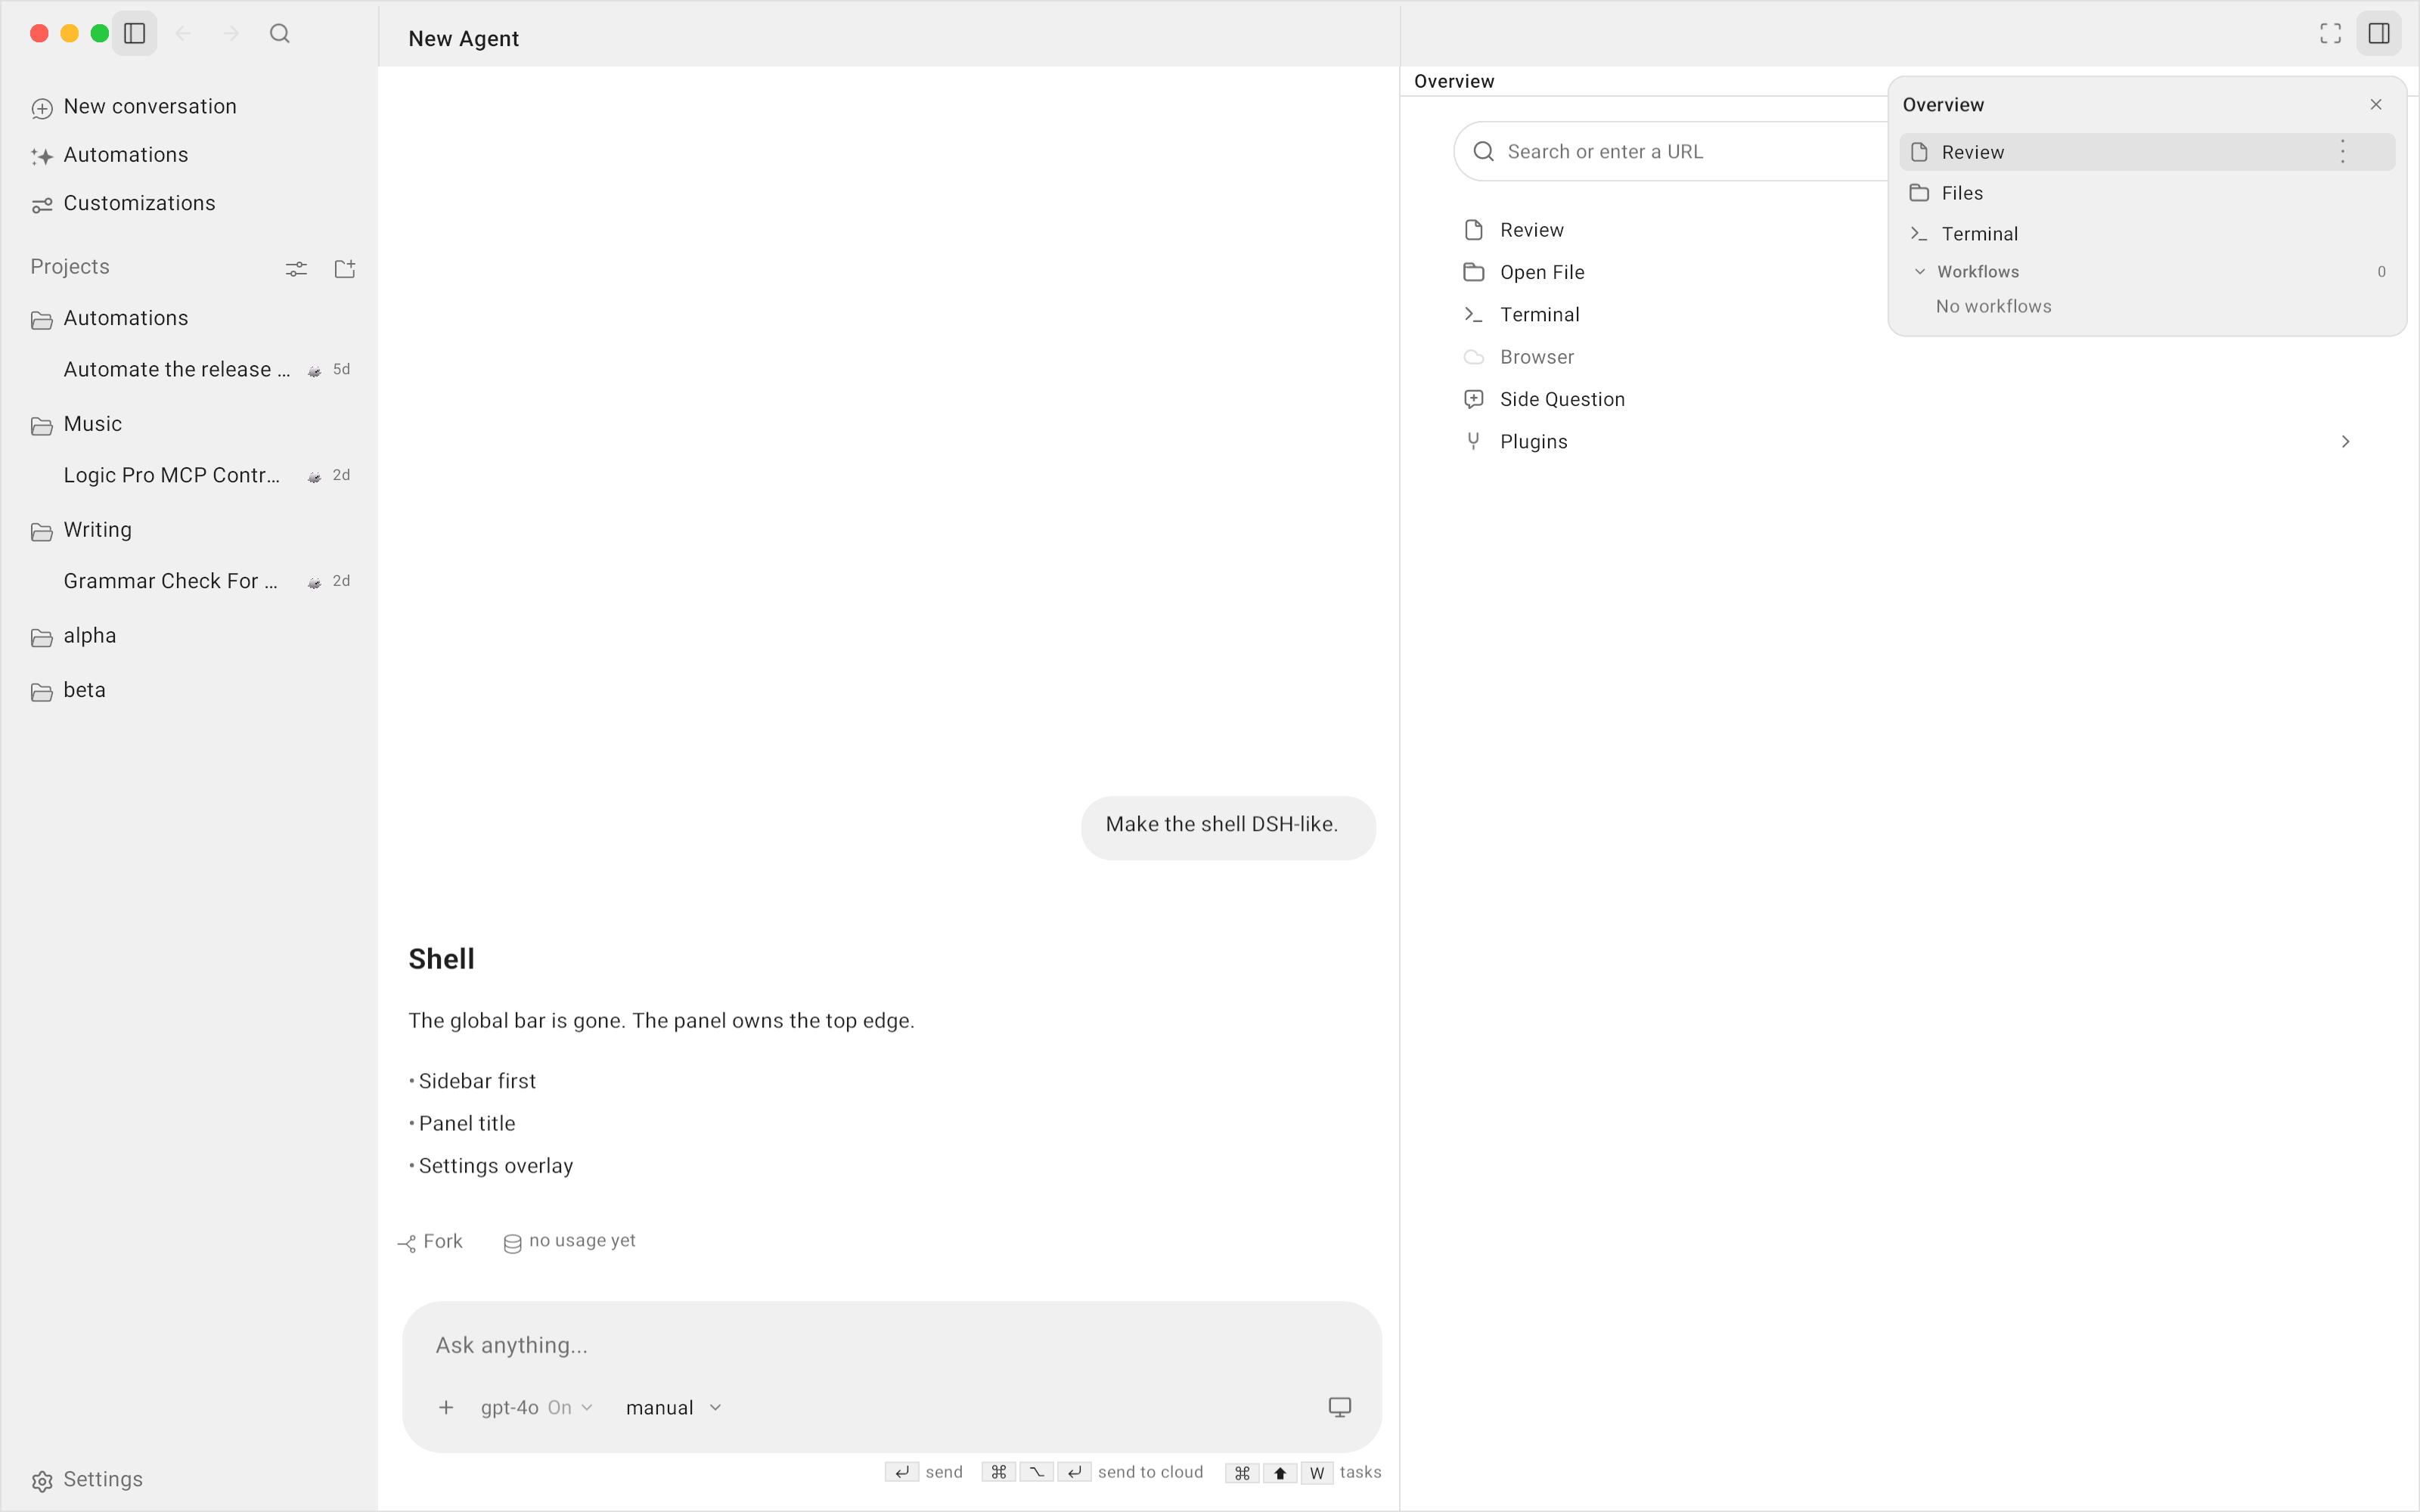 New Agent
New conversation
Automations
Customizations
Projects
Automations
Automate the release ...
5d
Music
Logic Pro MCP Contr...
2d
Writing
Grammar Check For ...
2d
alpha
beta
Settings
Make the shell DSH-like.
Shell
The global bar is gone. The panel owns the top edge.
• Sidebar first
• Panel title
• Settings overlay
Fork
no usage yet
Ask anything...
gpt-4o On
manual
send
send to cloud
W tasks
Overview
Search or enter a URL
Review
Open File
Terminal
Browser
Side Question
Plugins
Overview
Review
Files
Terminal
Workflows
0
No workflows